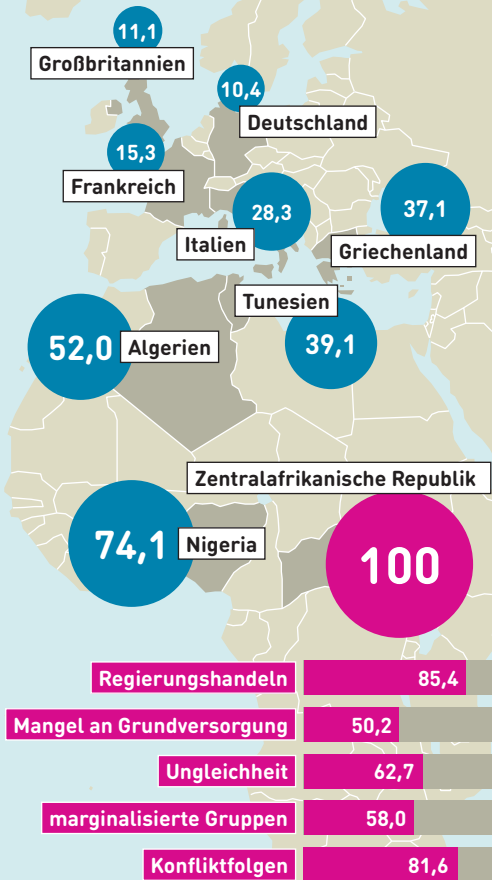 11,1
Großbritannien
10,4
Deutschland
15,3
Frankreich
28,3
Italien
37,1
Griechenland
Tunesien
39,1
52,0 Algerien
Zentralafrikanische Republik
100
74,1 Nigeria
Regierungshandeln 85,4
Mangel an Grundversorgung 50,2
Ungleichheit 62,7
marginalisierte Gruppen 58,0
Konfliktfolgen 81,6